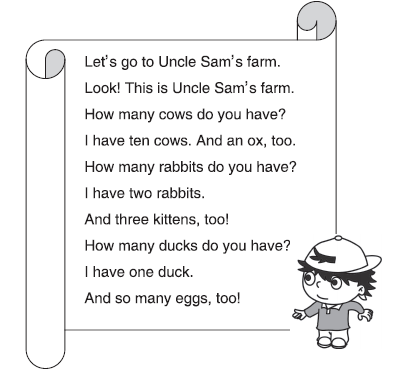 Let's go to Uncle Sam's farm.
Look! This is Uncle Sam's farm.
How many cows do you have?
I have ten cows. And an ox, too.
How many rabbits do you have?
I have two rabbits.
And three kittens, too!
How many ducks do you have?
I have one duck.
And so many eggs, too!